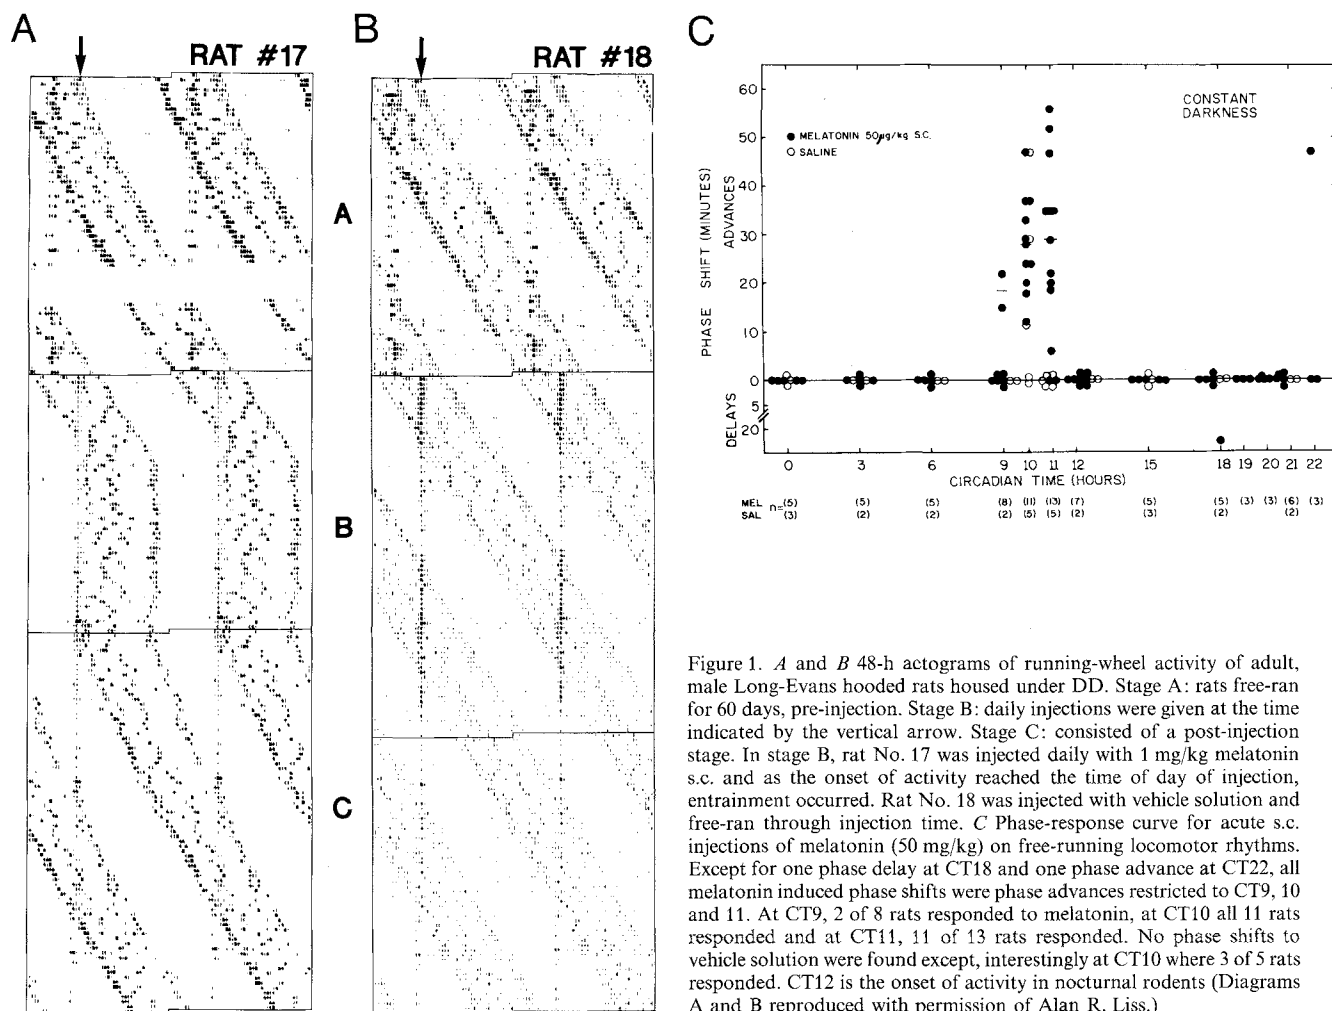 A
RAT #17
B
RAT #18
A
B
C
C
CONSTANT
DARKNESS
● MELATONIN 50µg/kg S.C.
○ SALINE
PHASE SHIFT (MINUTES)
DELAYS ADVANCES
60
50
40
30
20
10
0
5
20
0 3 6 9 10 11 12 15 18 19 20 21 22
CIRCADIAN TIME (HOURS)
MEL n=(5) (5) (5) (8) (11) (13) (7) (5) (5) (3) (3) (6) (3)
SAL (3) (2) (2) (2) (5) (5) (2) (3) (2) (2)
Figure 1. A and B 48-h actograms of running-wheel activity of adult,
male Long-Evans hooded rats housed under DD. Stage A: rats free-ran
for 60 days, pre-injection. Stage B: daily injections were given at the time
indicated by the vertical arrow. Stage C: consisted of a post-injection
stage. In stage B, rat No. 17 was injected daily with 1 mg/kg melatonin
s.c. and as the onset of activity reached the time of day of injection,
entrainment occurred. Rat No. 18 was injected with vehicle solution and
free-ran through injection time. C Phase-response curve for acute s.c.
injections of melatonin (50 mg/kg) on free-running locomotor rhythms.
Except for one phase delay at CT18 and one phase advance at CT22, all
melatonin induced phase shifts were phase advances restricted to CT9, 10
and 11. At CT9, 2 of 8 rats responded to melatonin, at CT10 all 11 rats
responded and at CT11, 11 of 13 rats responded. No phase shifts to
vehicle solution were found except, interestingly at CT10 where 3 of 5 rats
responded. CT12 is the onset of activity in nocturnal rodents (Diagrams
A and B reproduced with permission of Alan R. Liss.)